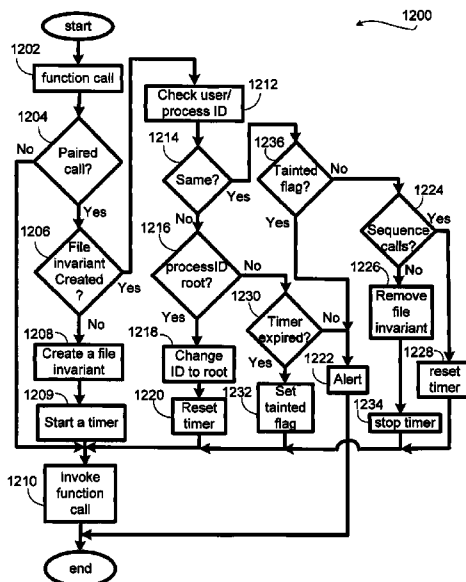 1200
start
1202
function call
1204
Paired
call?
No
Yes
1206
File
invariant
Created
?
Yes
No
1208
Create a file
invariant
1209
Start a timer
1210
Invoke
function
call
end
1212
Check user/
process ID
1214
Same?
Yes
No
1216
processID
root?
No
Yes
1218
Change
ID to root
1220
Reset
timer
1236
Tainted
flag?
No
Yes
1230
Timer
expired?
No
Yes
1222
Alert
1232
Set
tainted
flag
1224
Sequence
calls?
Yes
No
1226
Remove
file
invariant
1228
reset
timer
1234
stop timer